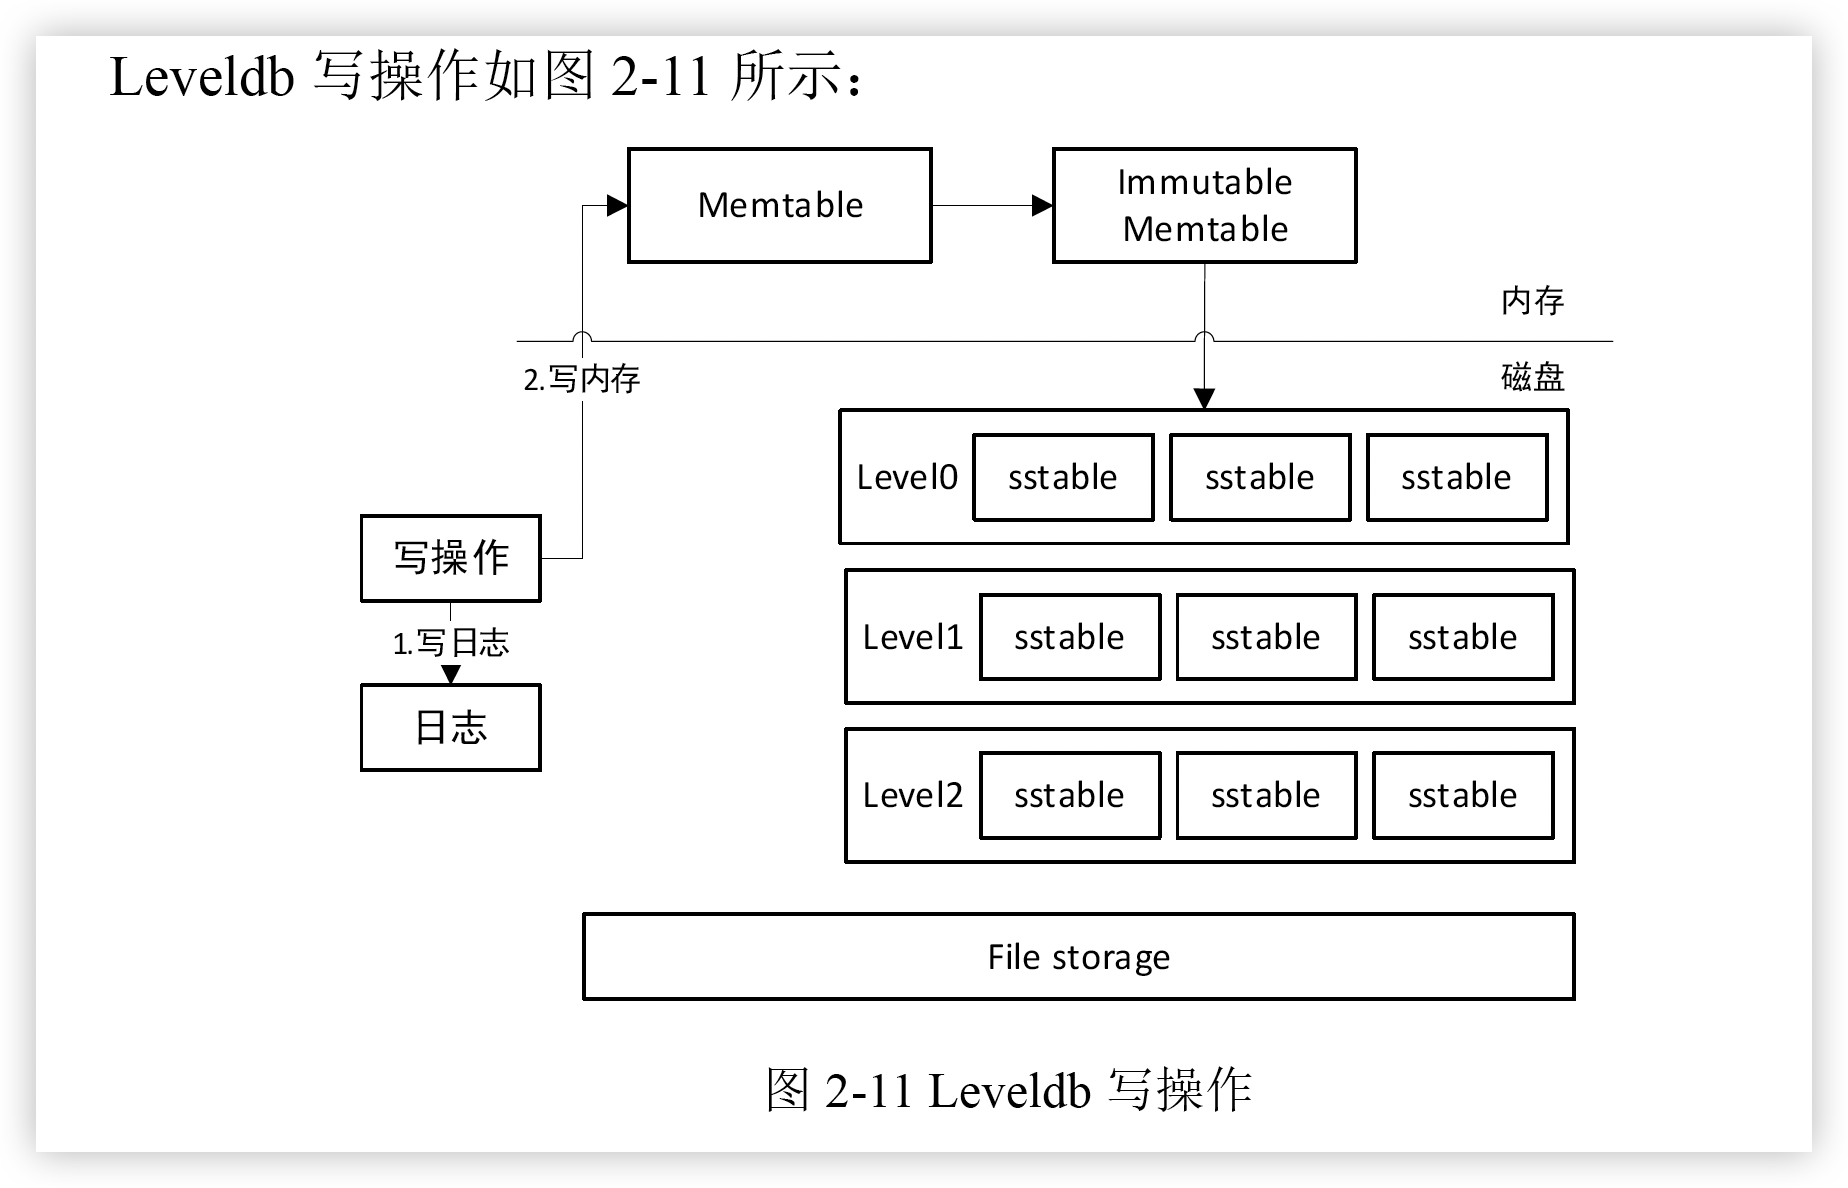 Leveldb 写操作如图 2-11 所示：
Memtable
Immutable
Memtable
内存
磁盘
2.写内存
Level0 sstable sstable sstable
写操作
1.写日志
日志
Level1 sstable sstable sstable
Level2 sstable sstable sstable
File storage
图 2-11 Leveldb 写操作